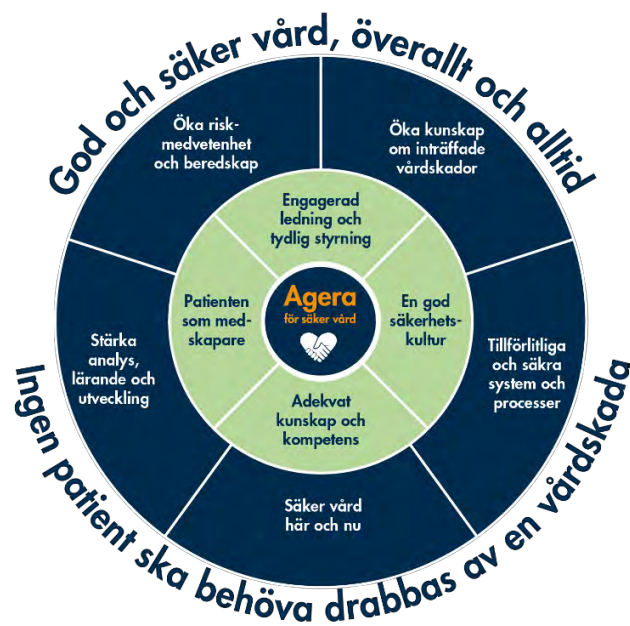 God och säker vård, överallt och alltid
Öka risk-
medvetenhet
och beredskap
Öka kunskap
om inträffade
vårdskador
Engagerad
ledning och
tydlig styrning
Patienten
som med-
skapare
Agera
för säker vård
En god
säkerhets-
kultur
Stärka
analys,
lärande och
utveckling
Tillförlitliga
och säkra
system och
processer
Adekvat
kunskap och
kompetens
Säker vård
här och nu
Ingen patient ska behöva drabbas av en vårdskada